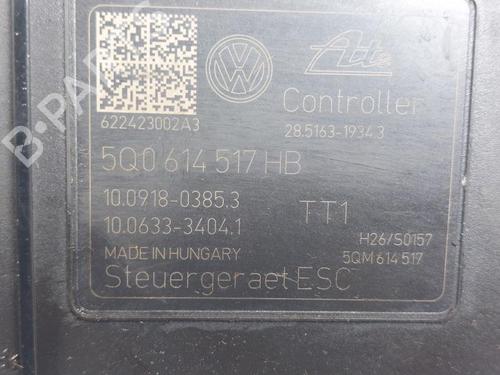 B-PARTS
VW
Ate
Controller
622423002A3
28.5163-1934.3
5Q0 614 517 HB
10.0918-0385.3
10.0633-3404.1
TT1
H26/S0157
MADE IN HUNGARY
5QM 614 517
Steuergeraet ESC